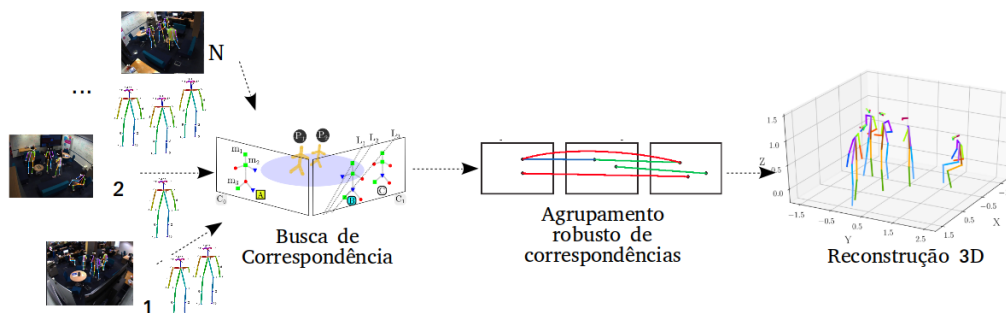 N
...
2
1
P₁ P₂
L₁ L₂ L₃
m₁
m₂
m₃
A
B
C
C₀
C₁
Busca de
Correspondência
Agrupamento
robusto de
correspondências
1.5
1.0
Z
0.5
0.0
-1.5
-0.5
0.5
1.5
2.5
Y
-1.5
-0.5
X
0.5
1.5
Reconstrução 3D